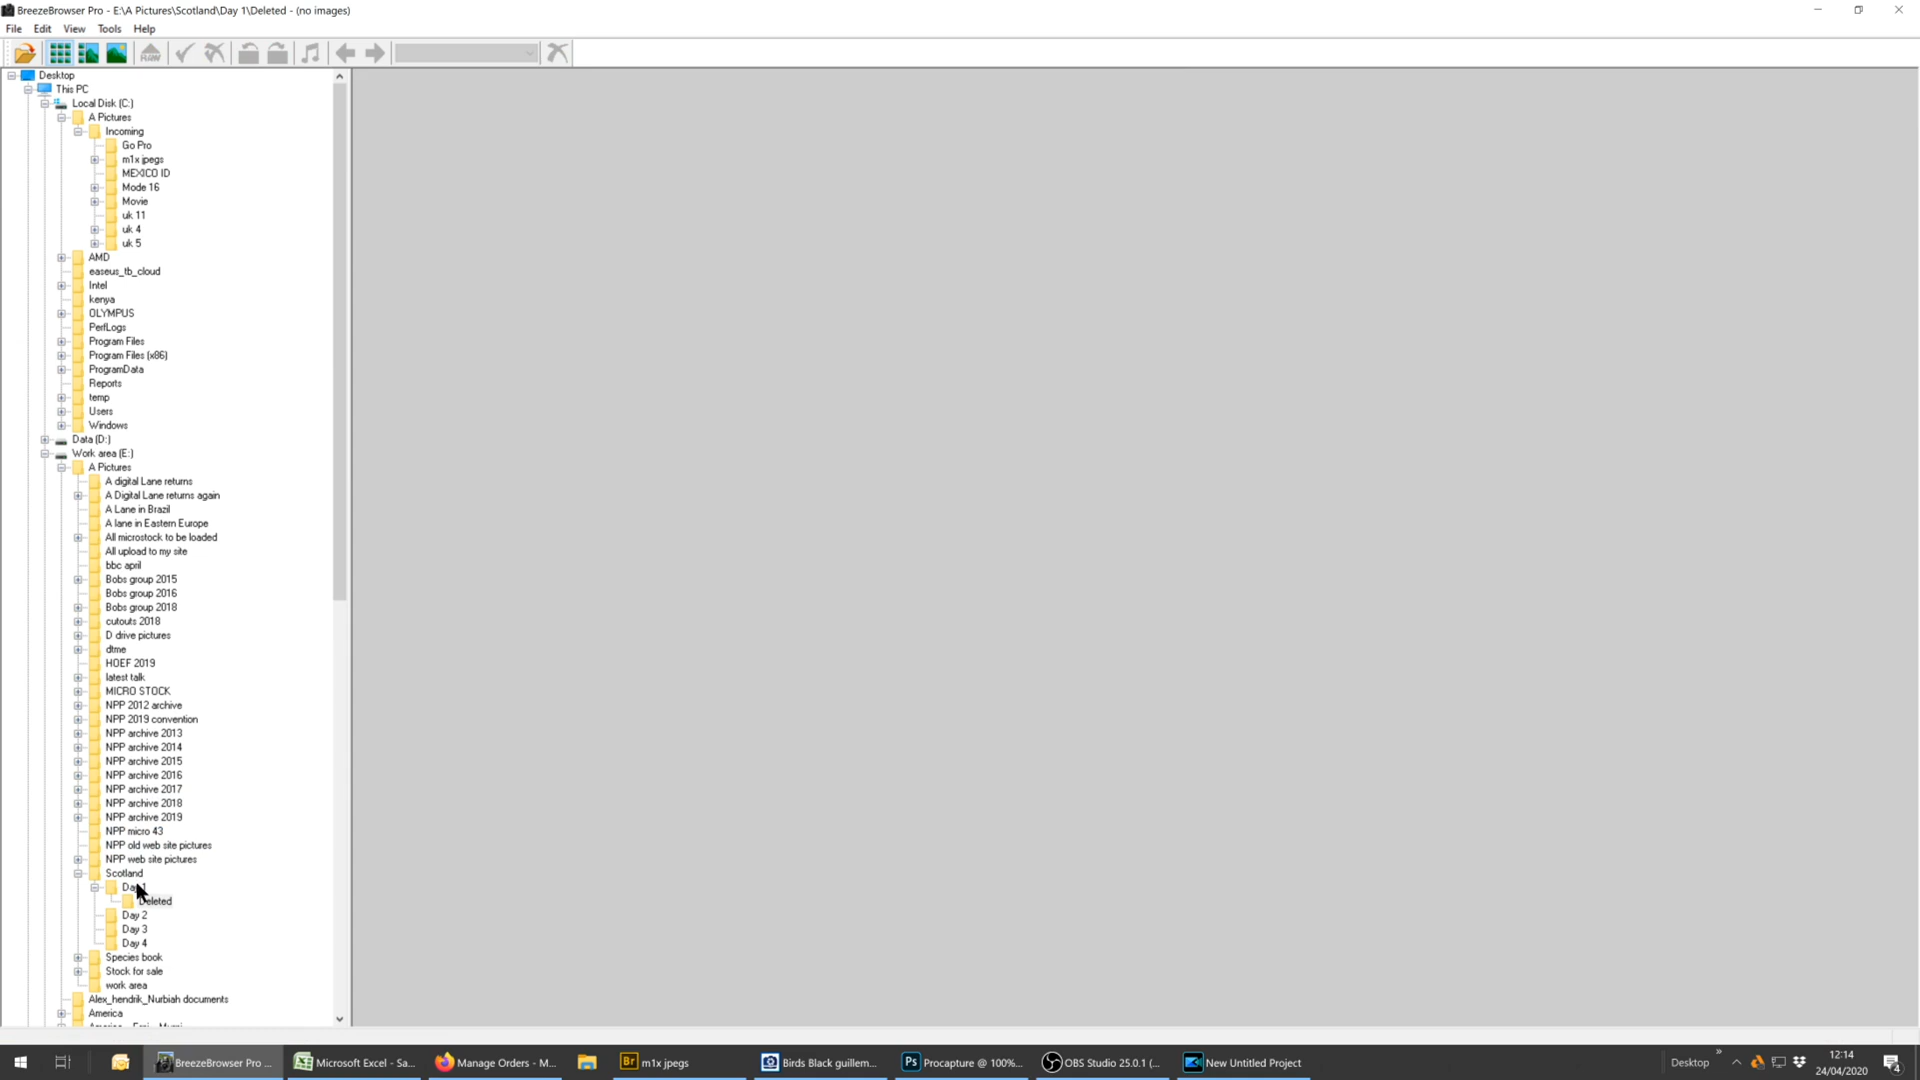 BreezeBrowser Pro - E:\A Pictures\Scotland\Day 1\Deleted - (no images)
File Edit View Tools Help
RAW
Desktop
This PC
Local Disk (C:)
A Pictures
Incoming
Go Pro
m1x jpegs
MEXICO ID
Mode 16
Movie
uk 11
uk 4
uk 5
AMD
easeus_tb_cloud
Intel
kenya
OLYMPUS
PerfLogs
Program Files
Program Files (x86)
ProgramData
Reports
temp
Users
Windows
Data (D:)
Work area (E:)
A Pictures
A digital Lane returns
A Digital Lane returns again
A Lane in Brazil
A lane in Eastern Europe
All microstock to be loaded
All upload to my site
bbc april
Bobs group 2015
Bobs group 2016
Bobs group 2018
cutouts 2018
D drive pictures
dtme
HOEF 2019
latest talk
MICRO STOCK
NPP 2012 archive
NPP 2019 convention
NPP archive 2013
NPP archive 2014
NPP archive 2015
NPP archive 2016
NPP archive 2017
NPP archive 2018
NPP archive 2019
NPP micro 43
NPP old web site pictures
NPP web site pictures
Scotland
Day 1
Deleted
Day 2
Day 3
Day 4
Species book
Stock for sale
work area
Alex_hendrik_Nurbiah documents
America
BreezeBrowser Pro ... Microsoft Excel - Sa... Manage Orders - M... Br m1x jpegs Birds Black guillem... Ps Procapture @ 100%... OBS Studio 25.0.1 (... New Untitled Project Desktop » 12:14
24/04/2020 4